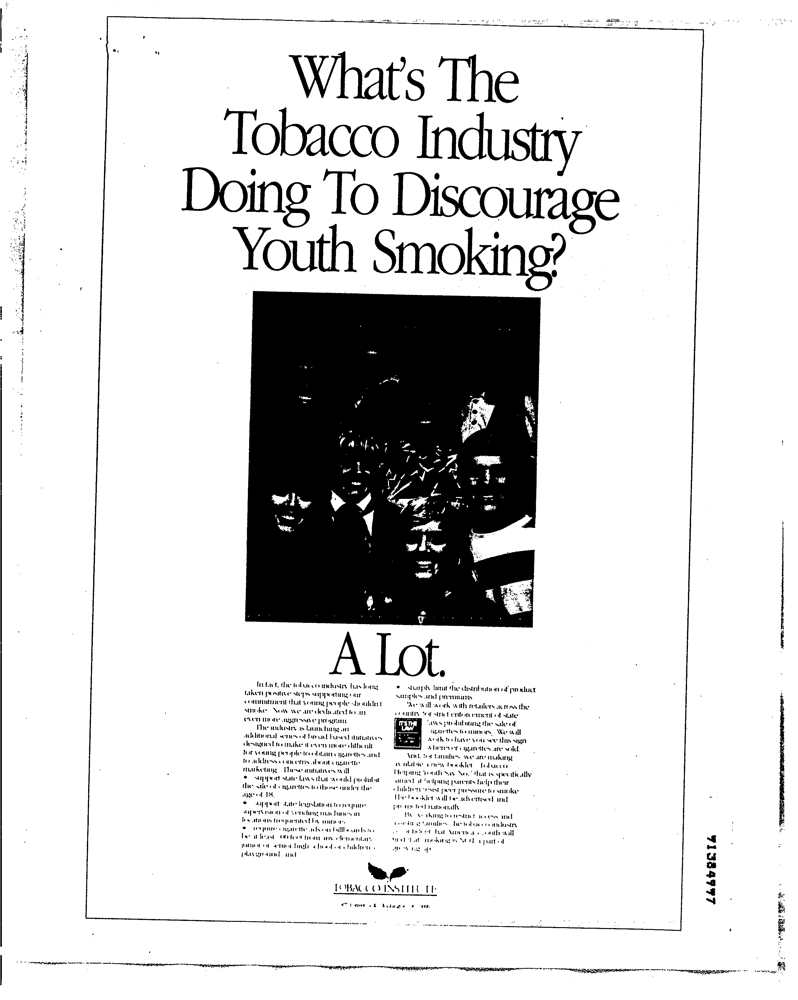 What's The
Tobacco Industry
Doing To Discourage
Youth Smoking?
A Lot.
In fact, the tobacco industry has long
taken positive steps supporting our
commitment that young people shouldn't
smoke. Now we are dedicated to an
even more aggressive program.
The industry is launching an
additional series of broad-based initiatives
designed to make it even more difficult
for young people to obtain cigarettes and
to address concerns about cigarette
marketing. These initiatives will:
• support state laws that would prohibit
the sale of cigarettes to those under the
age of 18,
• support state legislation to require
supervision of vending machines in
locations frequented by minors
• require cigarette ads on billboards to
be at least feet from any elementary,
junior or senior high school or children's
playground and
• sharply limit the distribution of product
samples and premiums
We will work with retailers across the
country for strict enforcement of state
IT'S THE
LAW
laws prohibiting the sale of
cigarettes to minors. We will
work to have you see this sign
wherever cigarettes are sold.
And, for families, we are making
available a new booklet "Tobacco:
Helping Youth Say No," that is specifically
aimed at helping parents help their
children resist peer pressure to smoke.
The booklet will be advertised and
promoted nationally.
By working to restrict access and
families the tobacco industry
is that America's youth will
that smoking is NOT a part of
growing up.
TOBACCO INSTITUTE
71384977